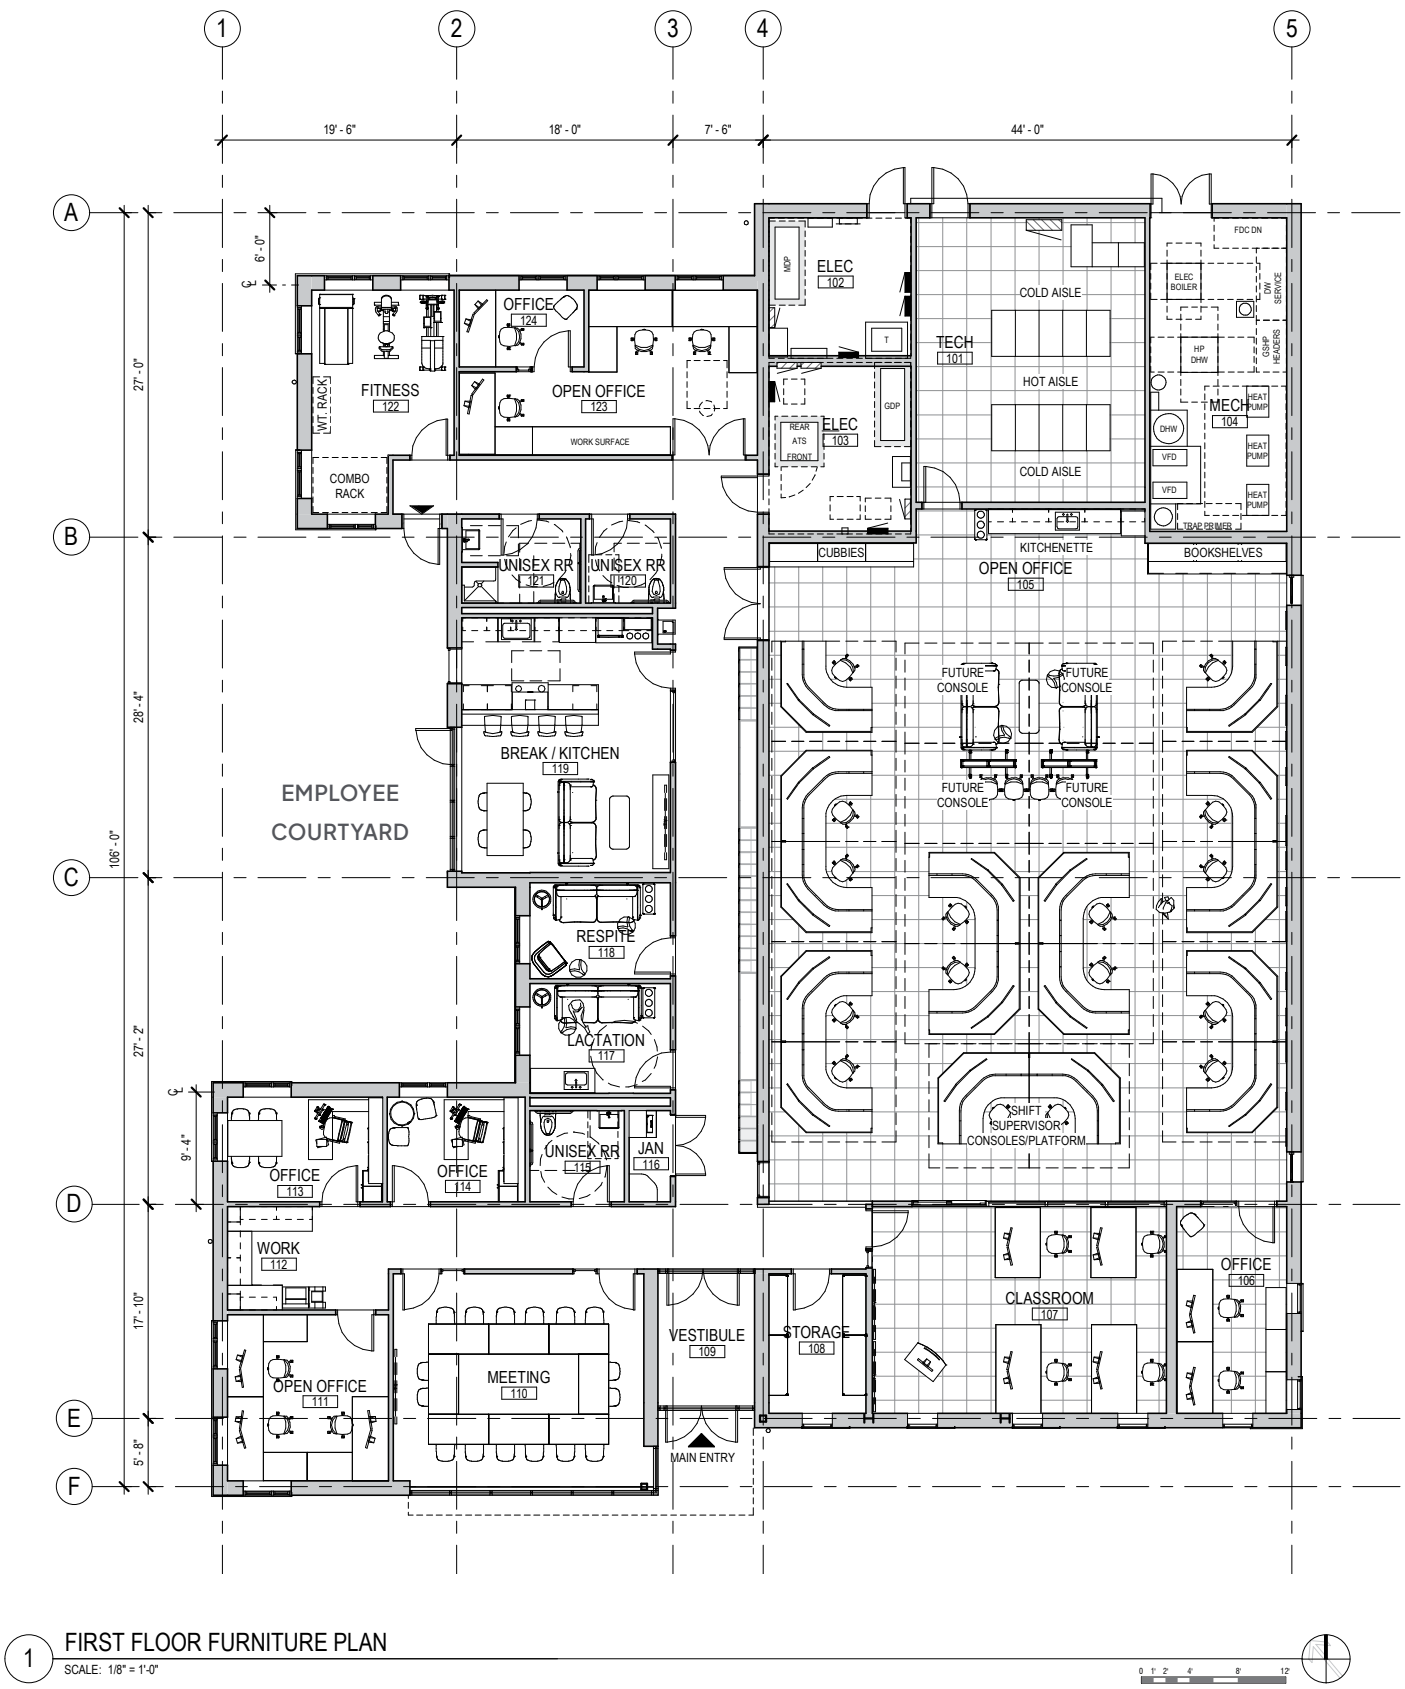 1
2
3
4
5
19' - 6"
18' - 0"
7' - 6"
44' - 0"
A
B
C
D
E
F
6' - 0"
27' - 0"
28' - 4"
106' - 0"
27' - 2"
9' - 4"
17' - 10"
5' - 8"
FDC DN
MDP
ELEC
102
ELEC
BOILER
DW
SERVICE
COLD AISLE
OFFICE
124
T
TECH
101
HP
DHW
GSHP
HEADERS
FITNESS
122
OPEN OFFICE
123
HOT AISLE
WT. RACK
GDP
MECH
104
HEAT
PUMP
REAR
ATS
FRONT
ELEC
103
DHW
WORK SURFACE
HEAT
PUMP
VFD
COLD AISLE
COMBO
RACK
VFD
HEAT
PUMP
TRAP PRIMER
CUBBIES
KITCHENETTE
BOOKSHELVES
UNISEX RR
121
UNISEX RR
120
OPEN OFFICE
105
FUTURE
CONSOLE
FUTURE
CONSOLE
BREAK / KITCHEN
119
EMPLOYEE
COURTYARD
FUTURE
CONSOLE
FUTURE
CONSOLE
RESPITE
118
LACTATION
117
SHIFT
SUPERVISOR
CONSOLES/PLATFORM
UNISEX RR
115
JAN
116
OFFICE
113
OFFICE
114
WORK
112
OFFICE
106
CLASSROOM
107
VESTIBULE
109
STORAGE
108
MEETING
110
OPEN OFFICE
111
MAIN ENTRY
1
FIRST FLOOR FURNITURE PLAN
SCALE: 1/8" = 1'-0"
0 1' 2' 4' 8' 12'